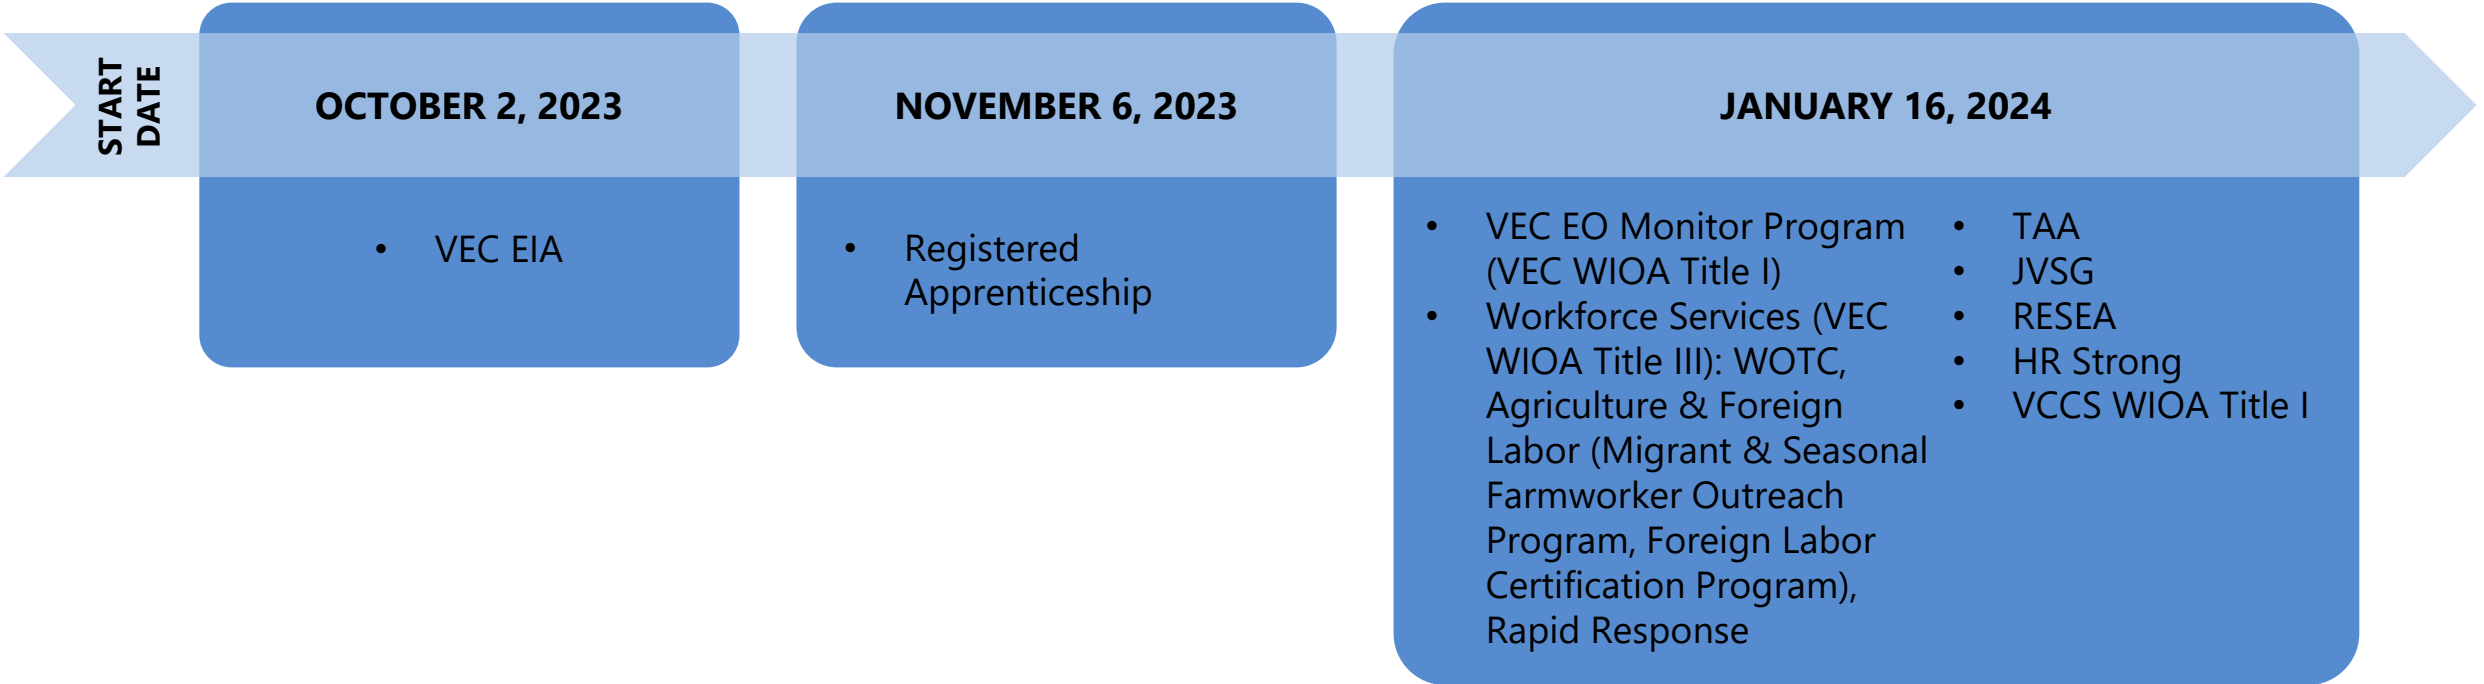 START
DATE
OCTOBER 2, 2023
NOVEMBER 6, 2023
JANUARY 16, 2024
• VEC EIA
• Registered
Apprenticeship
• VEC EO Monitor Program
(VEC WIOA Title I)
• Workforce Services (VEC
WIOA Title III): WOTC,
Agriculture & Foreign
Labor (Migrant & Seasonal
Farmworker Outreach
Program, Foreign Labor
Certification Program),
Rapid Response
• TAA
• JVSG
• RESEA
• HR Strong
• VCCS WIOA Title I